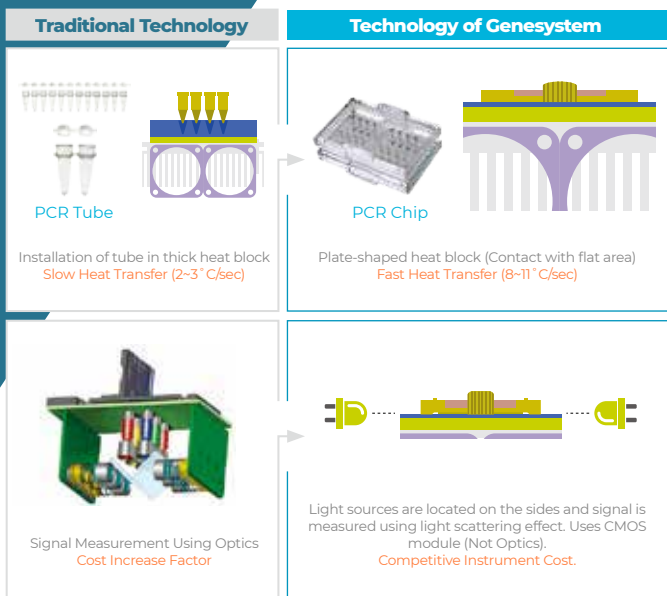 Traditional Technology
Technology of Genesystem
PCR Tube
Installation of tube in thick heat block
Slow Heat Transfer (2~3˚C/sec)
PCR Chip
Plate-shaped heat block (Contact with flat area)
Fast Heat Transfer (8~11˚C/sec)
Signal Measurement Using Optics
Cost Increase Factor
Light sources are located on the sides and signal is
measured using light scattering effect. Uses CMOS
module (Not Optics).
Competitive Instrument Cost.